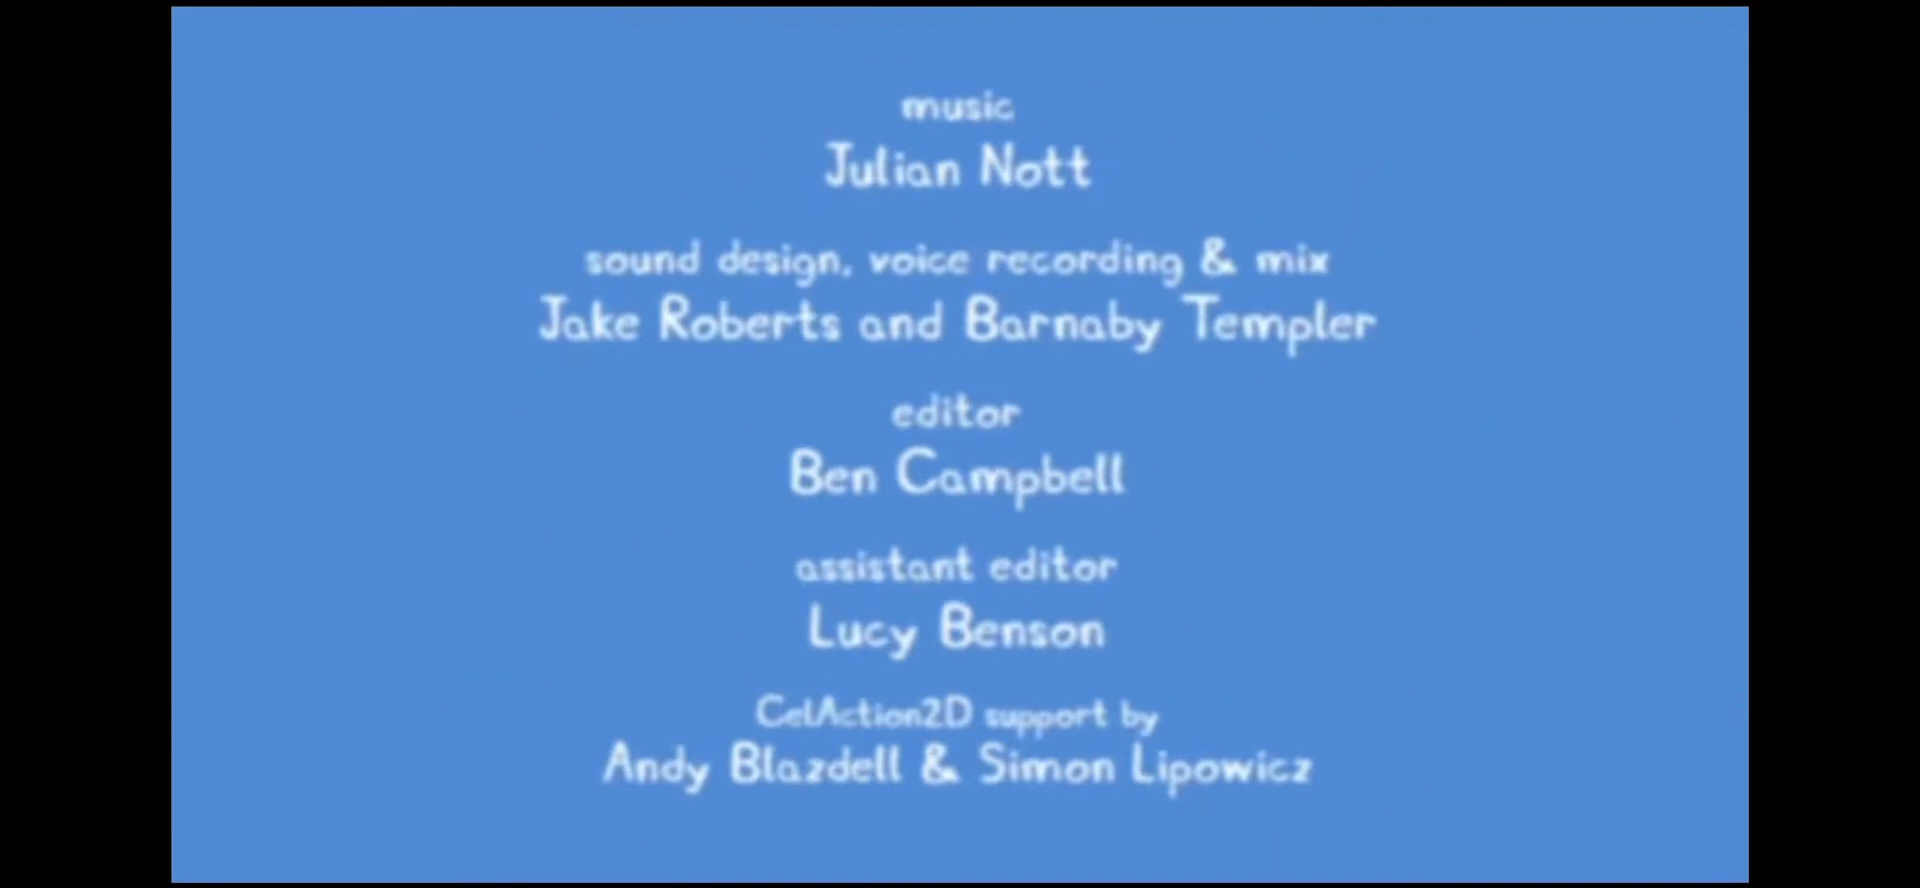 music
Julian Nott
sound design, voice recording & mix
Jake Roberts and Barnaby Templer
editor
Ben Campbell
assistant editor
Lucy Benson
CelAction2D support by
Andy Blazdell & Simon Lipowicz